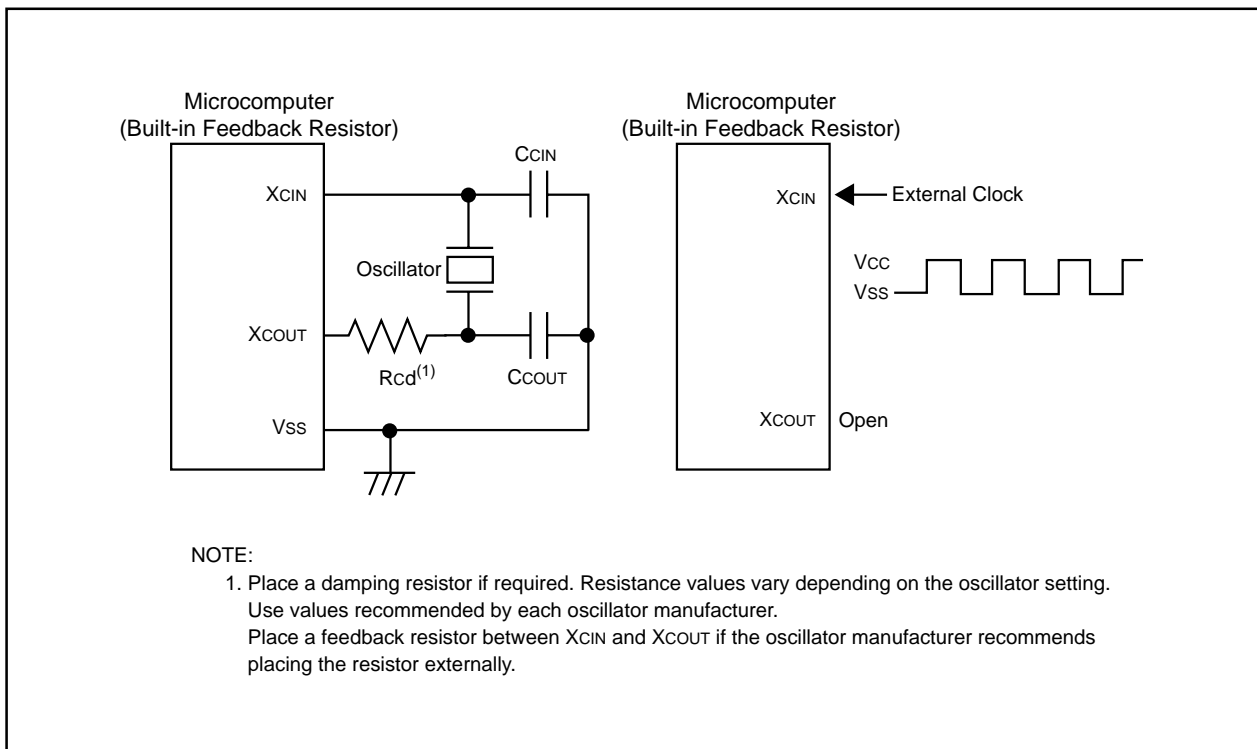 Microcomputer
(Built-in Feedback Resistor)
XCIN
CCIN
Oscillator
XCOUT
RCd(1)
CCOUT
VSS
Microcomputer
(Built-in Feedback Resistor)
XCIN
External Clock
VCC
VSS
XCOUT
Open
NOTE:
1. Place a damping resistor if required. Resistance values vary depending on the oscillator setting.
Use values recommended by each oscillator manufacturer.
Place a feedback resistor between XCIN and XCOUT if the oscillator manufacturer recommends
placing the resistor externally.